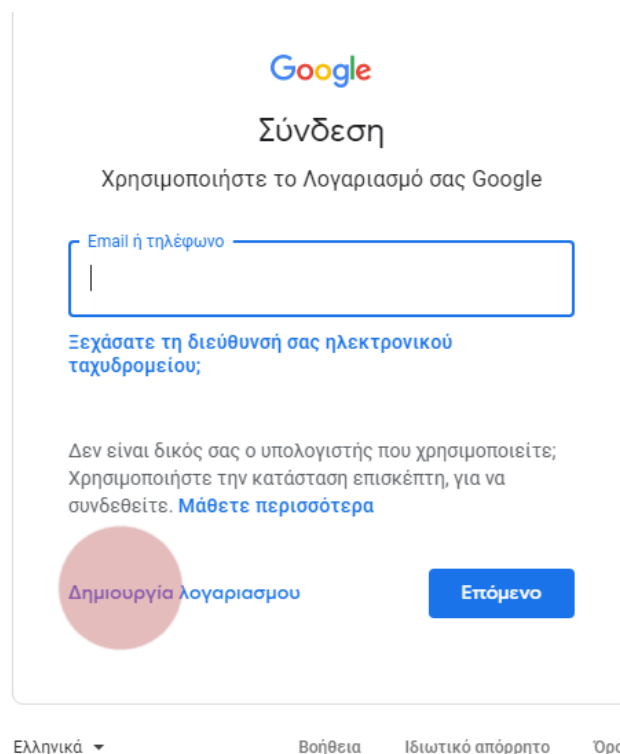 Google
Σύνδεση
Χρησιμοποιήστε το Λογαριασμό σας Google
Email ή τηλέφωνο
Ξεχάσατε τη διεύθυνσή σας ηλεκτρονικού
ταχυδρομείου;
Δεν είναι δικός σας ο υπολογιστής που χρησιμοποιείτε;
Χρησιμοποιήστε την κατάσταση επισκέπτη, για να
συνδεθείτε. Μάθετε περισσότερα
Δημιουργία λογαριασμου Επόμενο
Ελληνικά Βοήθεια Ιδιωτικό απόρρητο